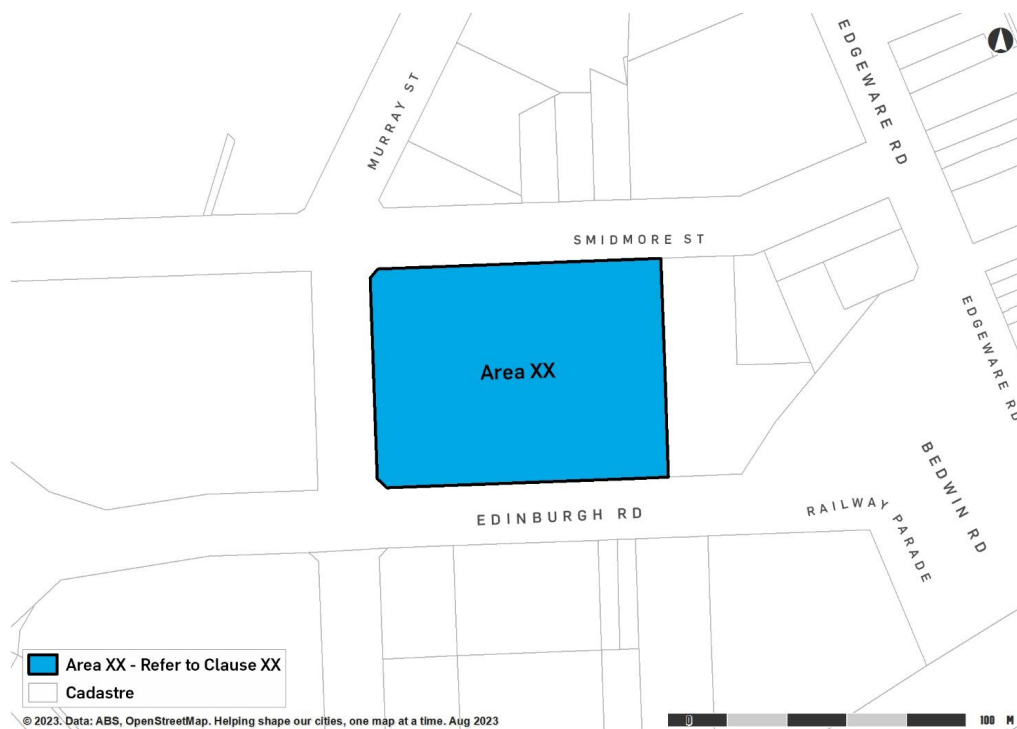 EDGEWARE RD
MURRAY ST
SMIDMORE ST
Area XX
EDGEWARE RD
EDINBURGH RD
RAILWAY PARADE
BEDWIN RD
Area XX - Refer to Clause XX
Cadastre
© 2023. Data: ABS, OpenStreetMap. Helping shape our cities, one map at a time. Aug 2023
0 100 M